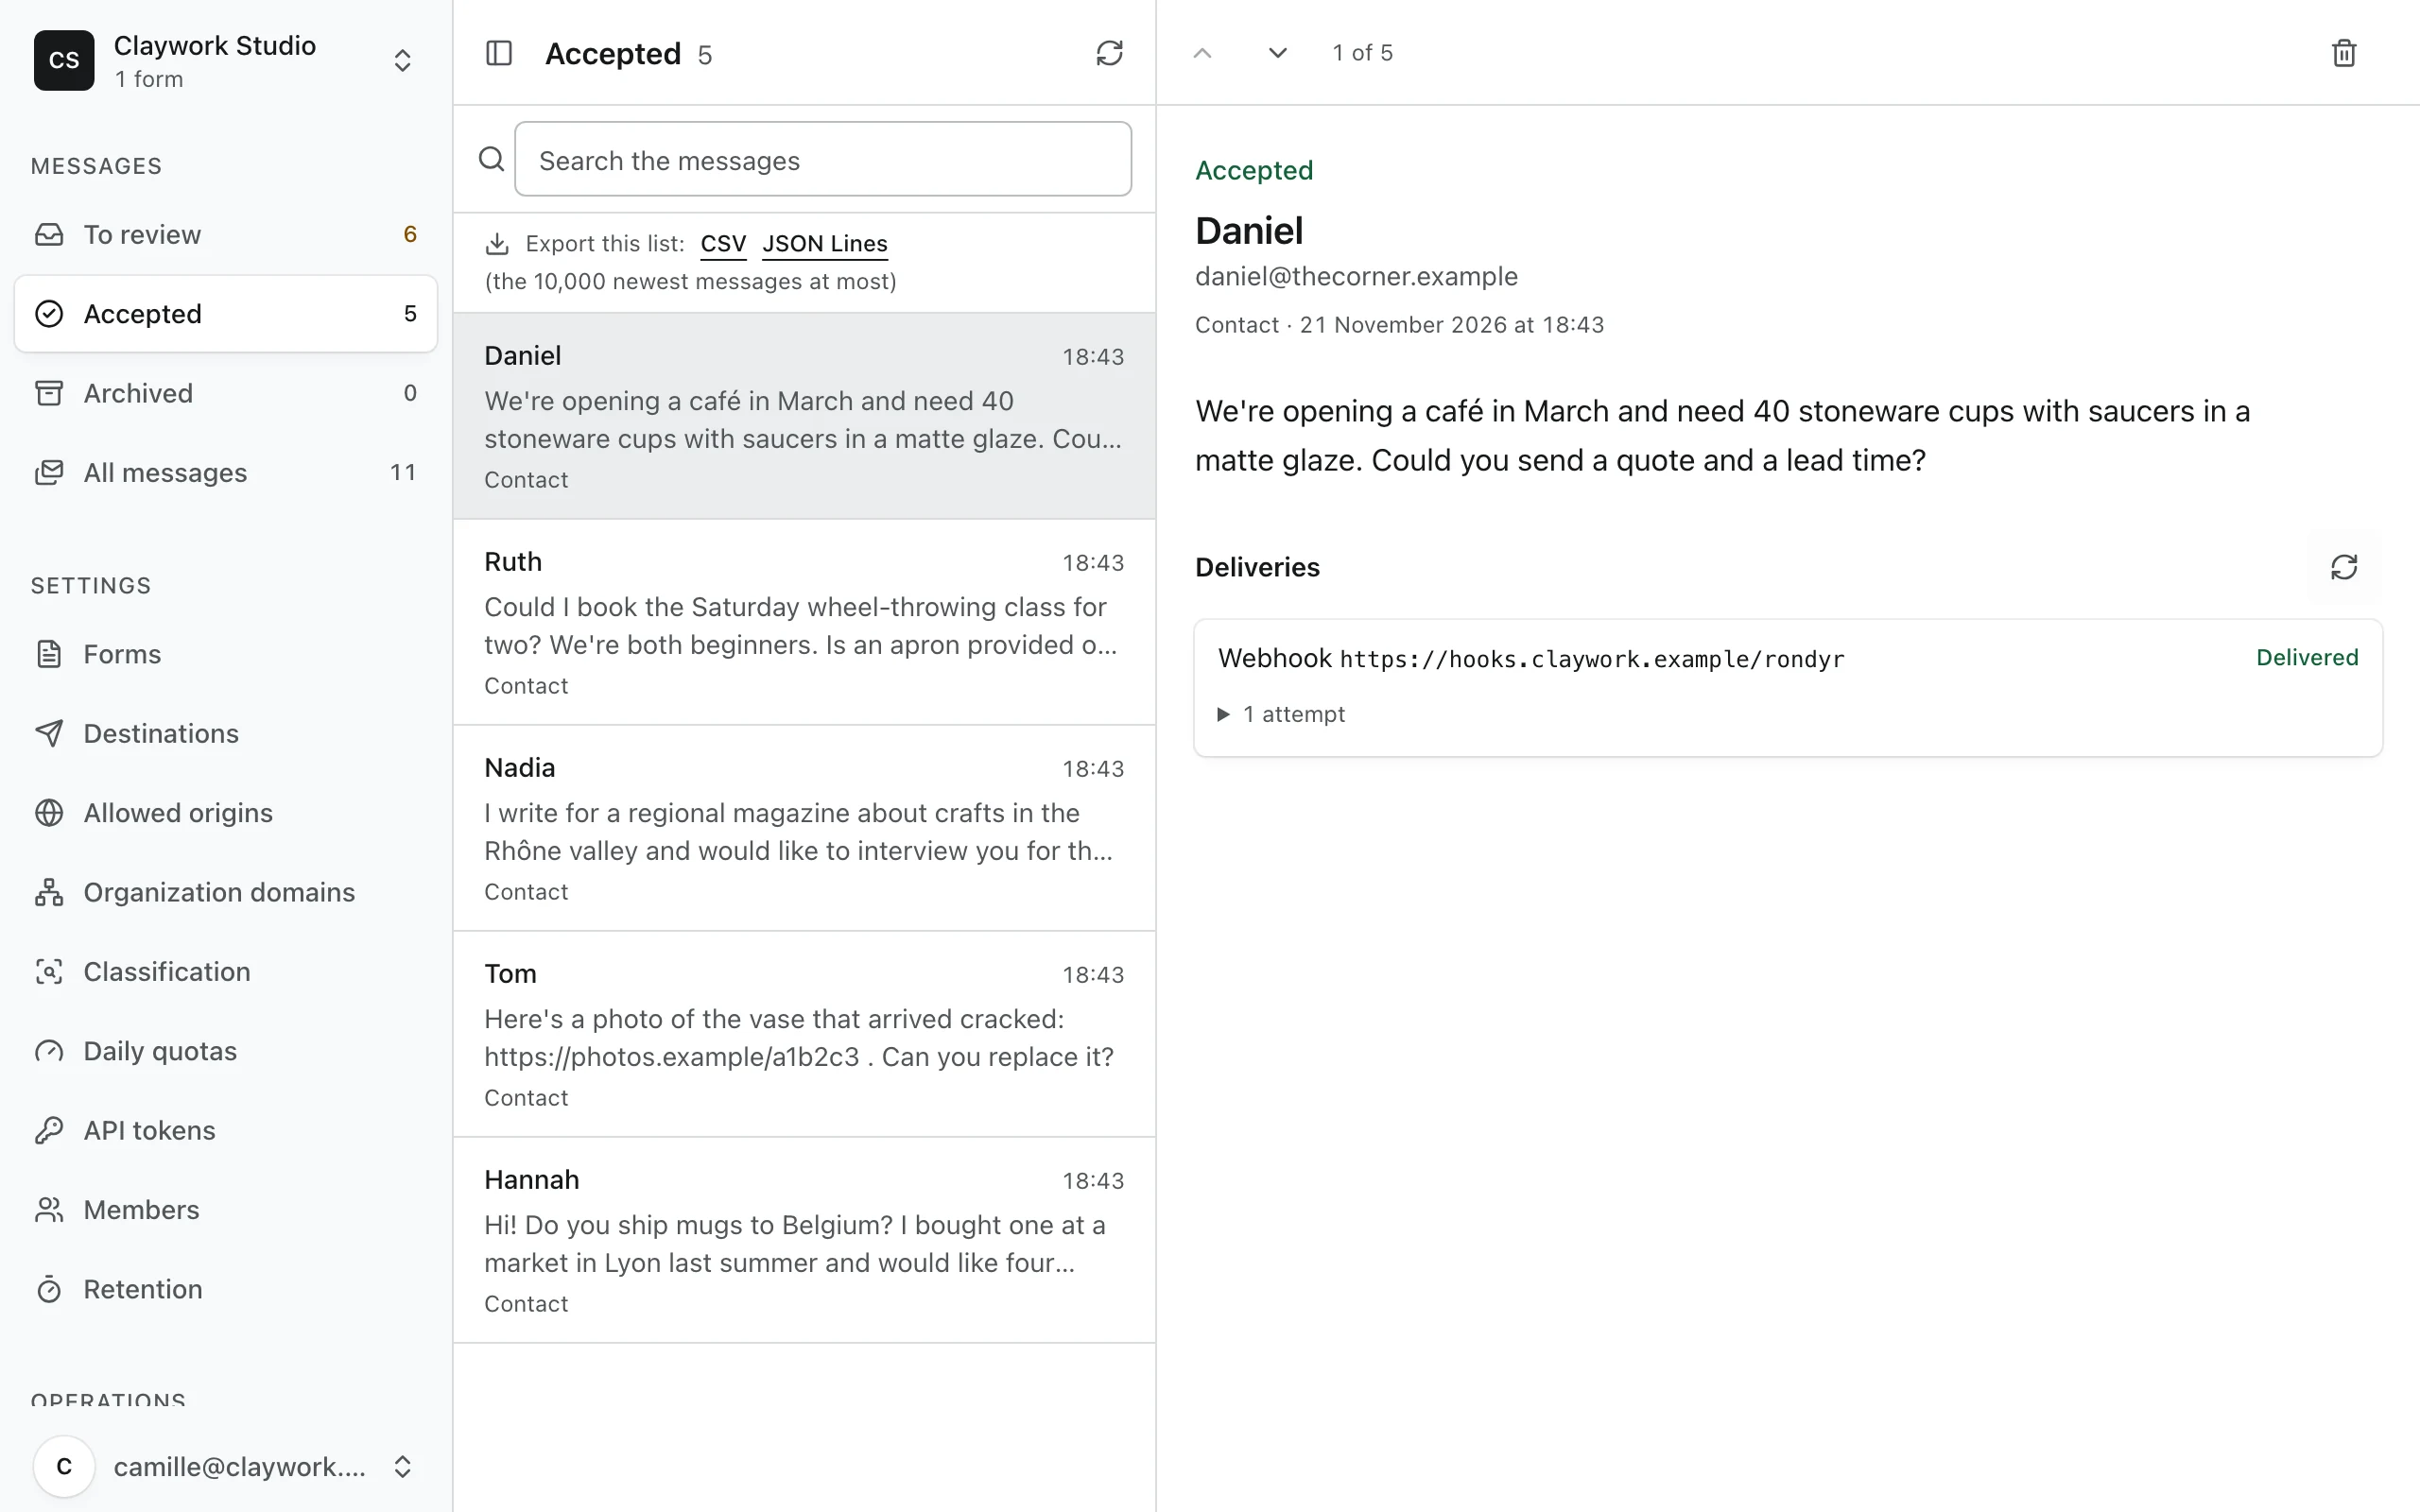 CS
Claywork Studio
1 form
MESSAGES
To review 6
Accepted 5
Archived 0
All messages 11
SETTINGS
Forms
Destinations
Allowed origins
Organization domains
Classification
Daily quotas
API tokens
Members
Retention
OPERATIONS
C
camille@claywork....
Accepted 5
Search the messages
Export this list: CSV JSON Lines
(the 10,000 newest messages at most)
Daniel 18:43
We're opening a café in March and need 40
stoneware cups with saucers in a matte glaze. Cou...
Contact
Ruth 18:43
Could I book the Saturday wheel-throwing class for
two? We're both beginners. Is an apron provided o...
Contact
Nadia 18:43
I write for a regional magazine about crafts in the
Rhône valley and would like to interview you for th...
Contact
Tom 18:43
Here's a photo of the vase that arrived cracked:
https://photos.example/a1b2c3 . Can you replace it?
Contact
Hannah 18:43
Hi! Do you ship mugs to Belgium? I bought one at a
market in Lyon last summer and would like four...
Contact
1 of 5
Accepted
Daniel
daniel@thecorner.example
Contact · 21 November 2026 at 18:43
We're opening a café in March and need 40 stoneware cups with saucers in a
matte glaze. Could you send a quote and a lead time?
Deliveries
Webhook https://hooks.claywork.example/rondyr Delivered
1 attempt